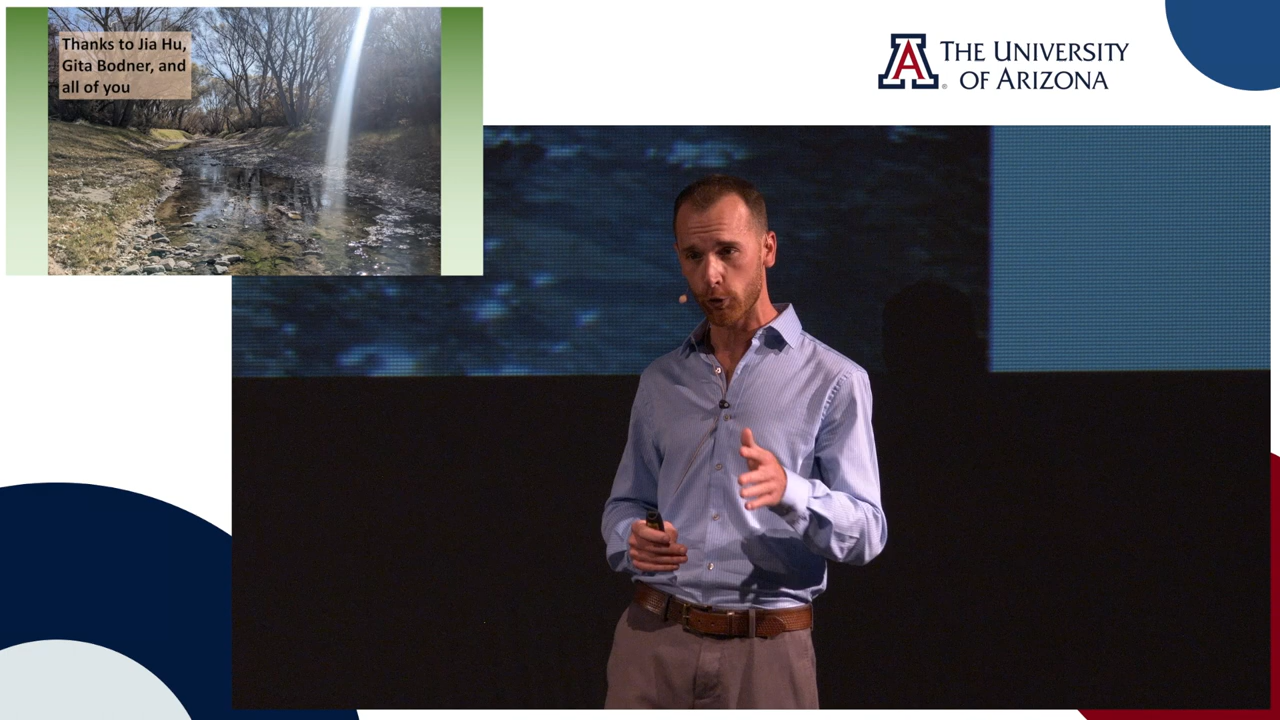 Thanks to Jia Hu,
Gita Bodner, and
all of you
A
THE UNIVERSITY
OF ARIZONA